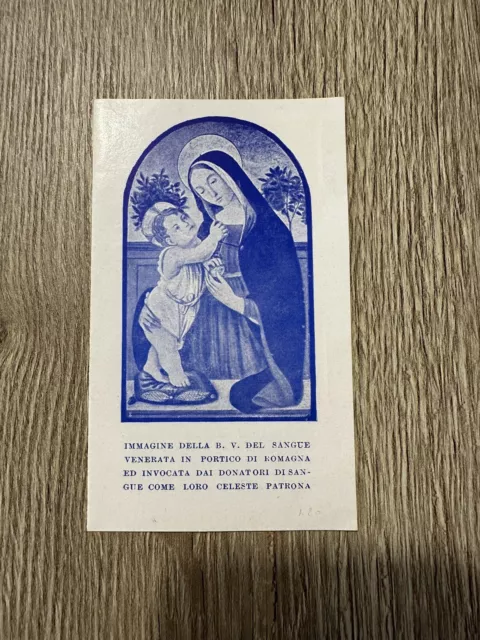 IMMAGINE DELLA B. V. DEL SANGUE
VENERATA IN PORTICO DI ROMAGNA
ED INVOCATA DAI DONATORI DI SAN-
GUE COME LORO CELESTE PATRONA